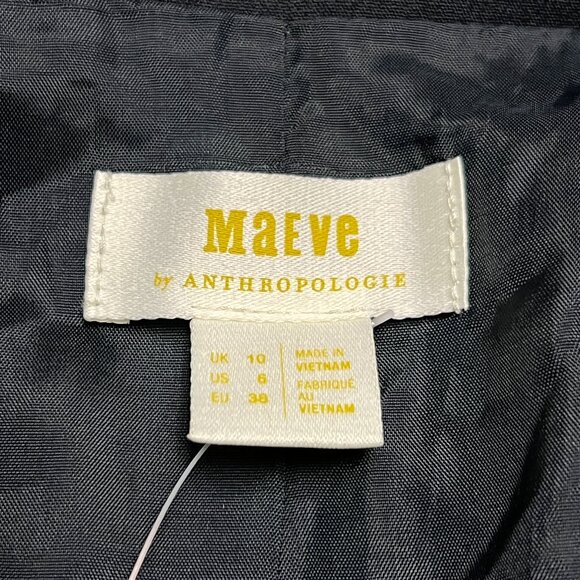 MaEve
by ANTHROPOLOGIE
UK 10
US 6
EU 38
MADE IN
VIETNAM
FABRIQUÉ
AU
VIETNAM